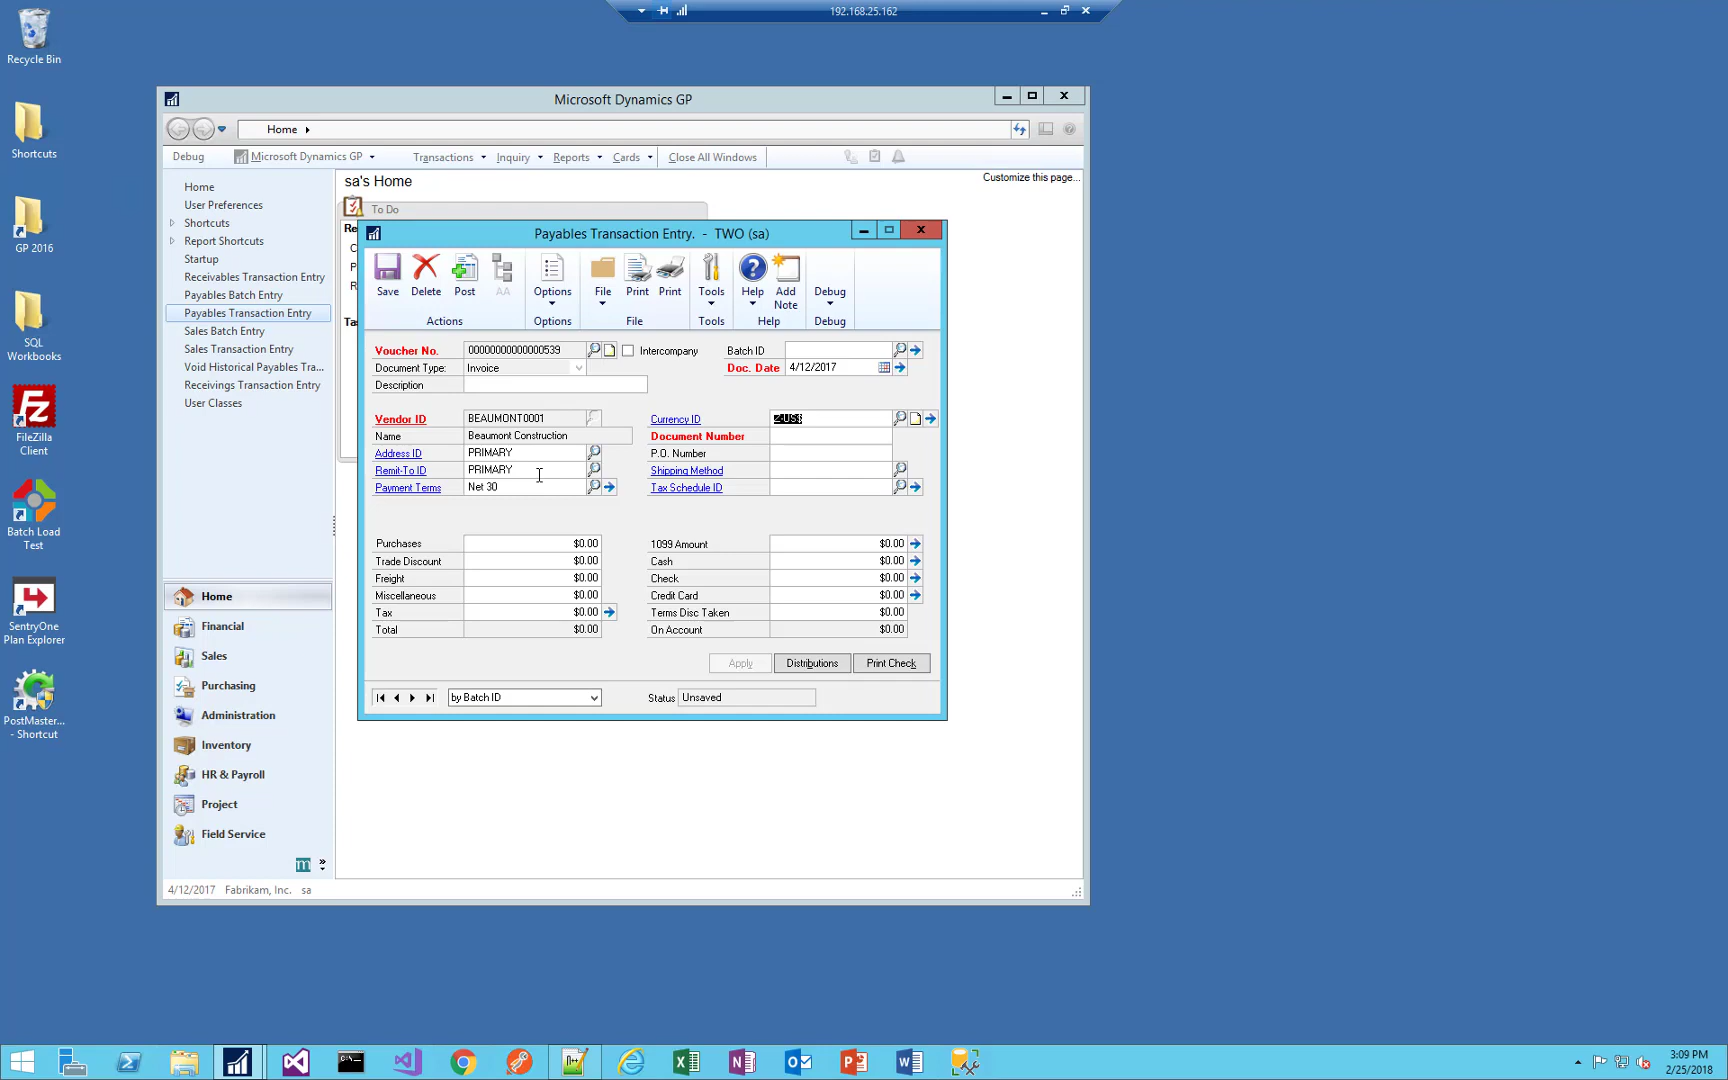 192.168.25.162
Recycle Bin
Shortcuts
GP 2016
SQL
Workbooks
FileZilla
Client
Batch Load
Test
SentryOne
Plan Explorer
PostMaster...
- Shortcut
Microsoft Dynamics GP
Home
Debug
Microsoft Dynamics GP
Transactions
Inquiry
Reports
Cards
Close All Windows
Home
User Preferences
Shortcuts
Report Shortcuts
Startup
Receivables Transaction Entry
Payables Batch Entry
Payables Transaction Entry
Sales Batch Entry
Sales Transaction Entry
Void Historical Payables Tra...
Receivings Transaction Entry
User Classes
Home
Financial
Sales
Purchasing
Administration
Inventory
HR & Payroll
Project
Field Service
m
4/12/2017 Fabrikam, Inc. sa
sa's Home
Customize this page...
To Do
Re
C
P
R
Ta
Payables Transaction Entry. - TWO (sa)
Save
Delete
Post
AA
Options
File
Print
Print
Tools
Help
Add
Note
Debug
Actions
Options
File
Tools
Help
Debug
Voucher No. 00000000000000539 Intercompany Batch ID
Document Type: Invoice Doc. Date 4/12/2017
Description
Vendor ID BEAUMONT0001 Currency ID Z-US$
Name Beaumont Construction Document Number
Address ID PRIMARY P.O. Number
Remit-To ID PRIMARY Shipping Method
Payment Terms Net 30 Tax Schedule ID
Purchases $0.00 1099 Amount $0.00
Trade Discount $0.00 Cash $0.00
Freight $0.00 Check $0.00
Miscellaneous $0.00 Credit Card $0.00
Tax $0.00 Terms Disc Taken $0.00
Total $0.00 On Account $0.00
Apply Distributions Print Check
by Batch ID Status Unsaved
3:09 PM
2/25/2018